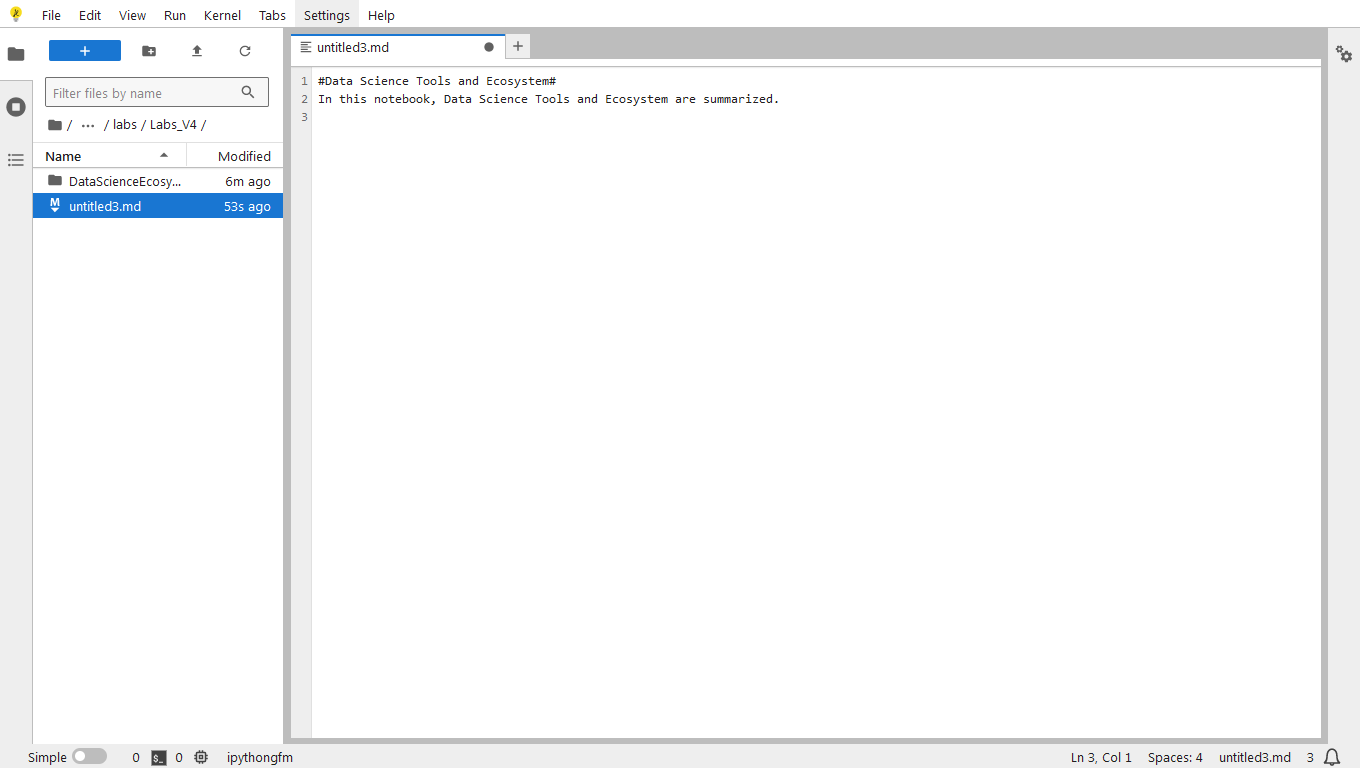 File Edit View Run Kernel Tabs Settings Help
untitled3.md
Filter files by name
/ ... / labs / Labs_V4 /
Name Modified
DataScienceEcosy... 6m ago
untitled3.md 53s ago
1 #Data Science Tools and Ecosystem#
2 In this notebook, Data Science Tools and Ecosystem are summarized.
3
Simple 0 $_ 0 ipythongfm Ln 3, Col 1 Spaces: 4 untitled3.md 3